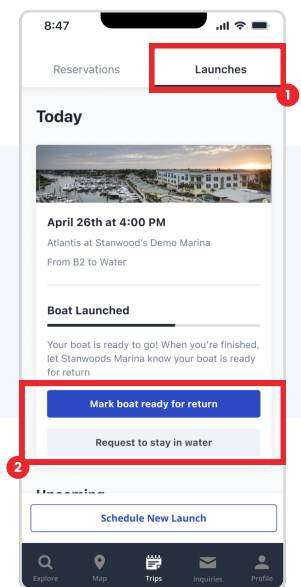 8:47
Reservations Launches
1
Today
April 26th at 4:00 PM
Atlantis at Stanwood's Demo Marina
From B2 to Water
Boat Launched
Your boat is ready to go! When you're finished,
let Stanwoods Marina know your boat is ready
for return
Mark boat ready for return
Request to stay in water
2
Upcoming
Schedule New Launch
Explore Map Trips Inquiries Profile